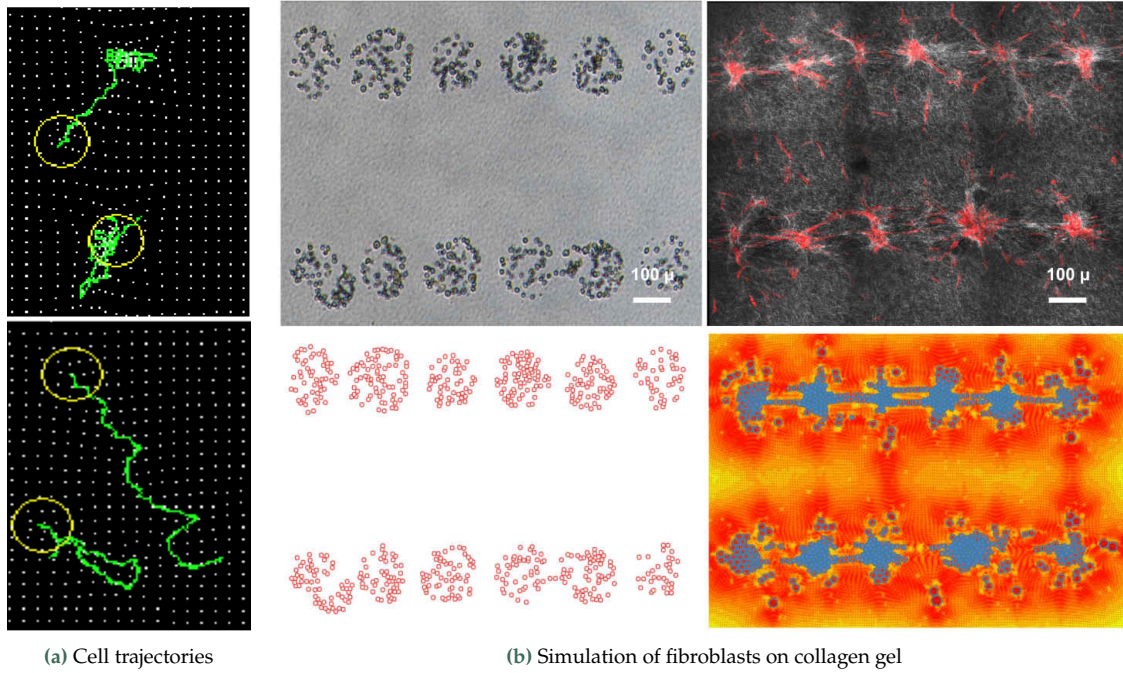 100 µ
100 µ
(a) Cell trajectories
(b) Simulation of fibroblasts on collagen gel